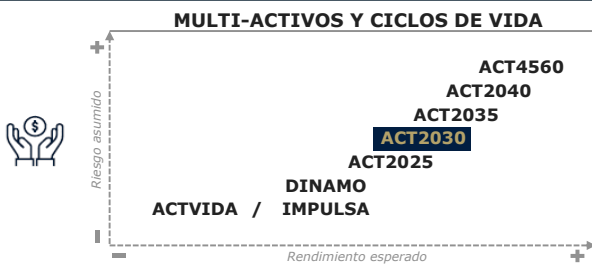 MULTI-ACTIVOS Y CICLOS DE VIDA
+
Riesgo asumido
ACT4560
ACT2040
ACT2035
ACT2030
ACT2025
DINAMO
ACTVIDA / IMPULSA
Rendimiento esperado
+